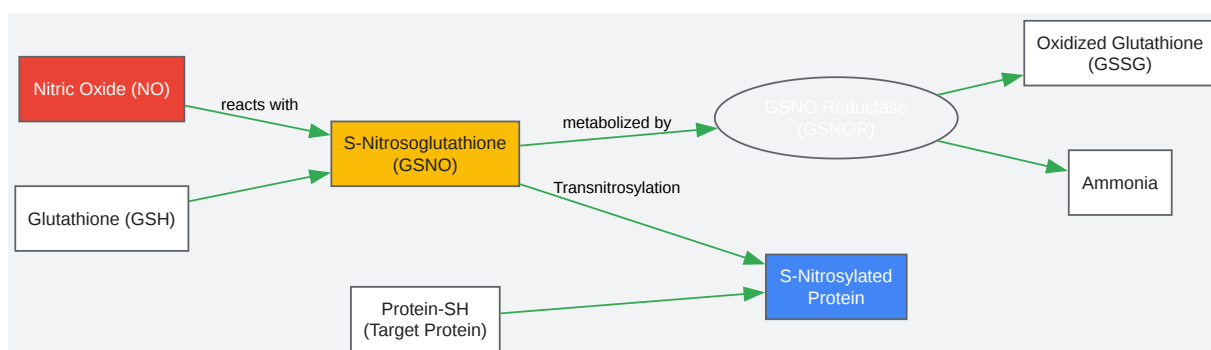 Nitric Oxide (NO)
reacts with
Glutathione (GSH)
S-Nitrosoglutathione
(GSNO)
metabolized by
Transnitrosylation
GSNO Reductase
(GSNOR)
Oxidized Glutathione
(GSSG)
Ammonia
Protein-SH
(Target Protein)
S-Nitrosylated
Protein